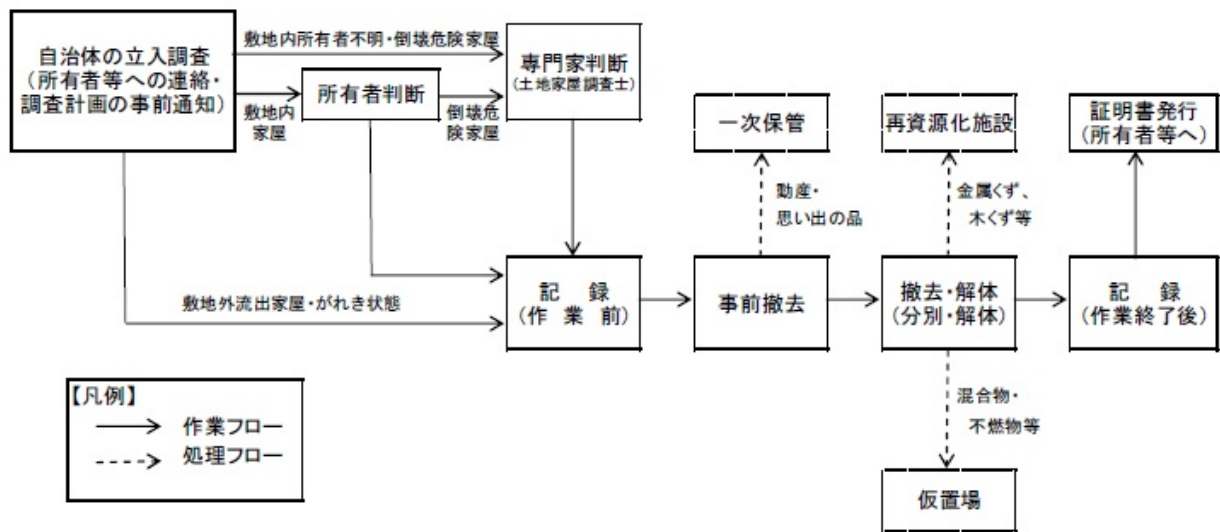 自治体の立入調査
(所有者等への連絡・
調査計画の事前通知)
敷地内所有者不明・倒壊危険家屋
敷地内
家屋
所有者判断
倒壊危
険家屋
専門家判断
(土地家屋調査士)
一次保管
再資源化施設
証明書発行
(所有者等へ)
動産・
思い出の品
金属くず、
木くず等
敷地外流出家屋・がれき状態
記 録
(作 業 前)
事前撤去
撤去・解体
(分別・解体)
記 録
(作業終了後)
混合物・
不燃物等
仮置場
【凡例】
作業フロー
処理フロー